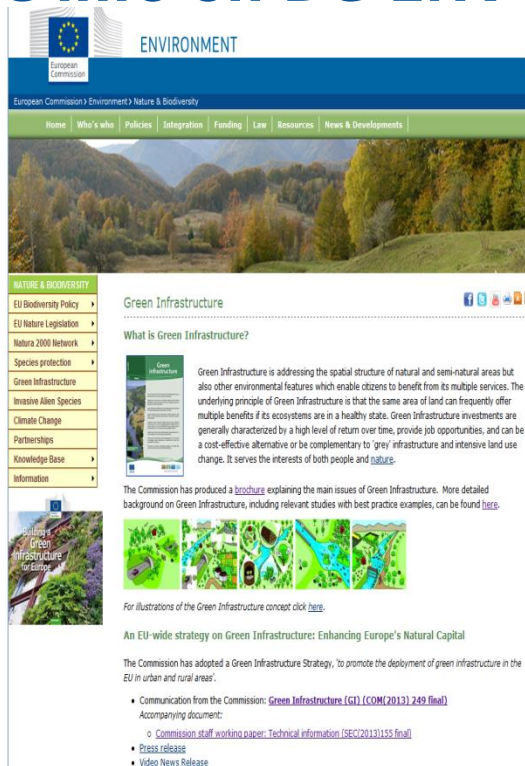 ENVIRONMENT
European
Commission
European Commission > Environment > Nature & Biodiversity
Home | Who's who | Policies | Integration | Funding | Law | Resources | News & Developments
NATURE & BIODIVERSITY
EU Biodiversity Policy
EU Nature Legislation
Natura 2000 Network
Species protection
Green Infrastructure
Invasive Alien Species
Climate Change
Partnerships
Knowledge Base
Information
Building a
Green
Infrastructure
for Europe
Green Infrastructure
What is Green Infrastructure?
Green
Infrastructure
Green Infrastructure is addressing the spatial structure of natural and semi-natural areas but
also other environmental features which enable citizens to benefit from its multiple services. The
underlying principle of Green Infrastructure is that the same area of land can frequently offer
multiple benefits if its ecosystems are in a healthy state. Green Infrastructure investments are
generally characterized by a high level of return over time, provide job opportunities, and can be
a cost-effective alternative or be complementary to 'grey' infrastructure and intensive land use
change. It serves the interests of both people and nature.
The Commission has produced a brochure explaining the main issues of Green Infrastructure. More detailed
background on Green Infrastructure, including relevant studies with best practice examples, can be found here.
For illustrations of the Green Infrastructure concept click here.
An EU-wide strategy on Green Infrastructure: Enhancing Europe's Natural Capital
The Commission has adopted a Green Infrastructure Strategy, 'to promote the deployment of green infrastructure in the
EU in urban and rural areas'.
• Communication from the Commission: Green Infrastructure (GI) (COM(2013) 249 final)
Accompanying document:
o Commission staff working paper: Technical information (SEC(2013)155 final)
• Press release
• Video News Release